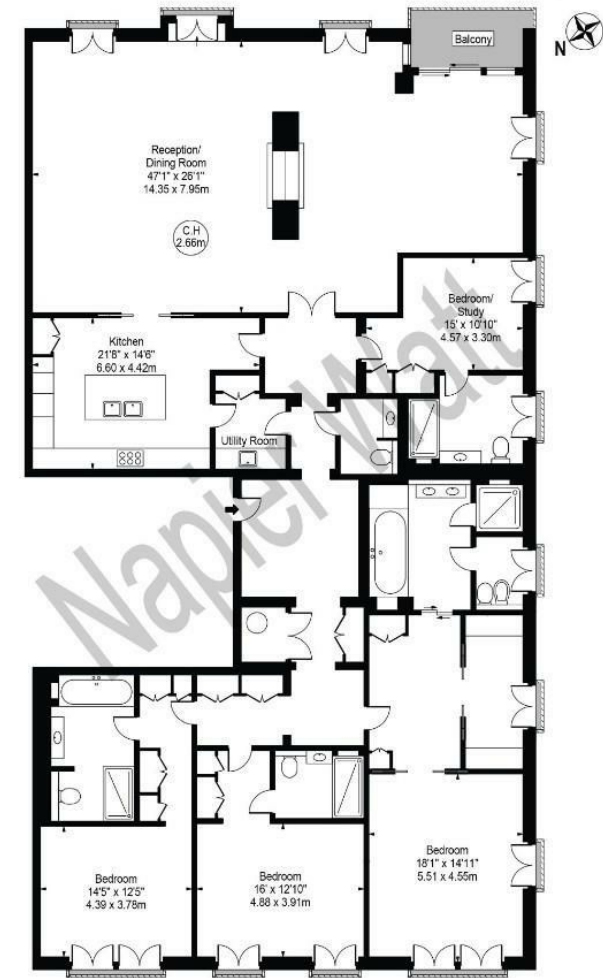 Balcony
N
Reception/
Dining Room
47'1" x 26'1"
14.35 x 7.95m
C.H
2.66m
Bedroom/
Study
15' x 10'10"
4.57 x 3.30m
Kitchen
21'8" x 14'6"
6.60 x 4.42m
Utility Room
Napier Watt
Bedroom
14'5" x 12'5"
4.39 x 3.78m
Bedroom
16' x 12'10"
4.88 x 3.91m
Bedroom
18'1" x 14'11"
5.51 x 4.55m